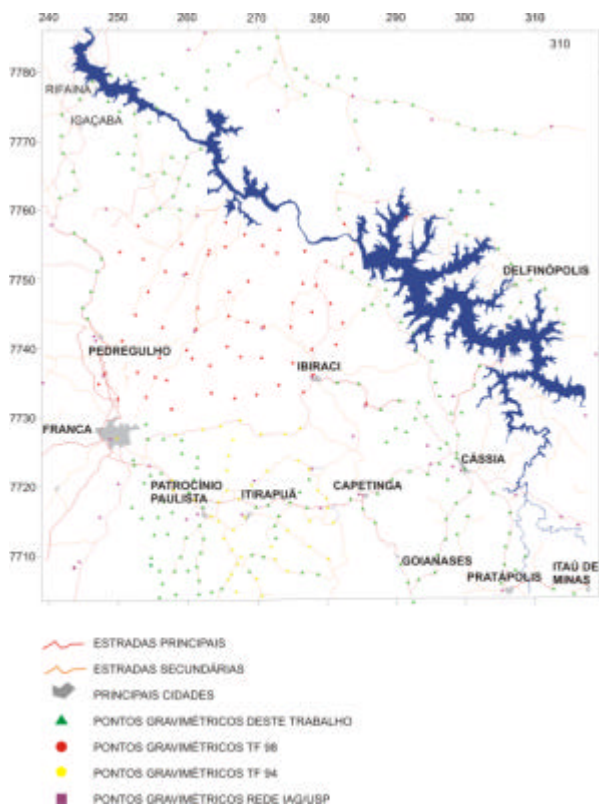 240 250 260 270 280 290 300 310
310
7780
RIFAINA
IGAÇABA
7770
7760
7750
DELFINÓPOLIS
7740
PEDREGULHO
IBIRACI
7730
FRANCA
CÁSSIA
7720
PATROCÍNIO
PAULISTA
ITIRAPUÃ
CAPETINGA
7710
GOIANASES
PRATÁPOLIS
ITAÚ DE
MINAS
ESTRADAS PRINCIPAIS
ESTRADAS SECUNDÁRIAS
PRINCIPAIS CIDADES
PONTOS GRAVIMÉTRICOS DESTE TRABALHO
PONTOS GRAVIMÉTRICOS TF 98
PONTOS GRAVIMÉTRICOS TF 94
PONTOS GRAVIMÉTRICOS REDE IAG/USP